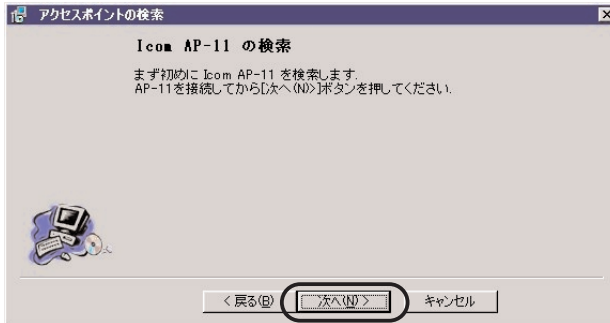 アクセスポイントの検索
Icom AP-11 の検索
まず初めに Icom AP-11 を検索します.
AP-11を接続してから[次へ(N)>]ボタンを押してください.
< 戻る(B)
次へ(N) >
キャンセル